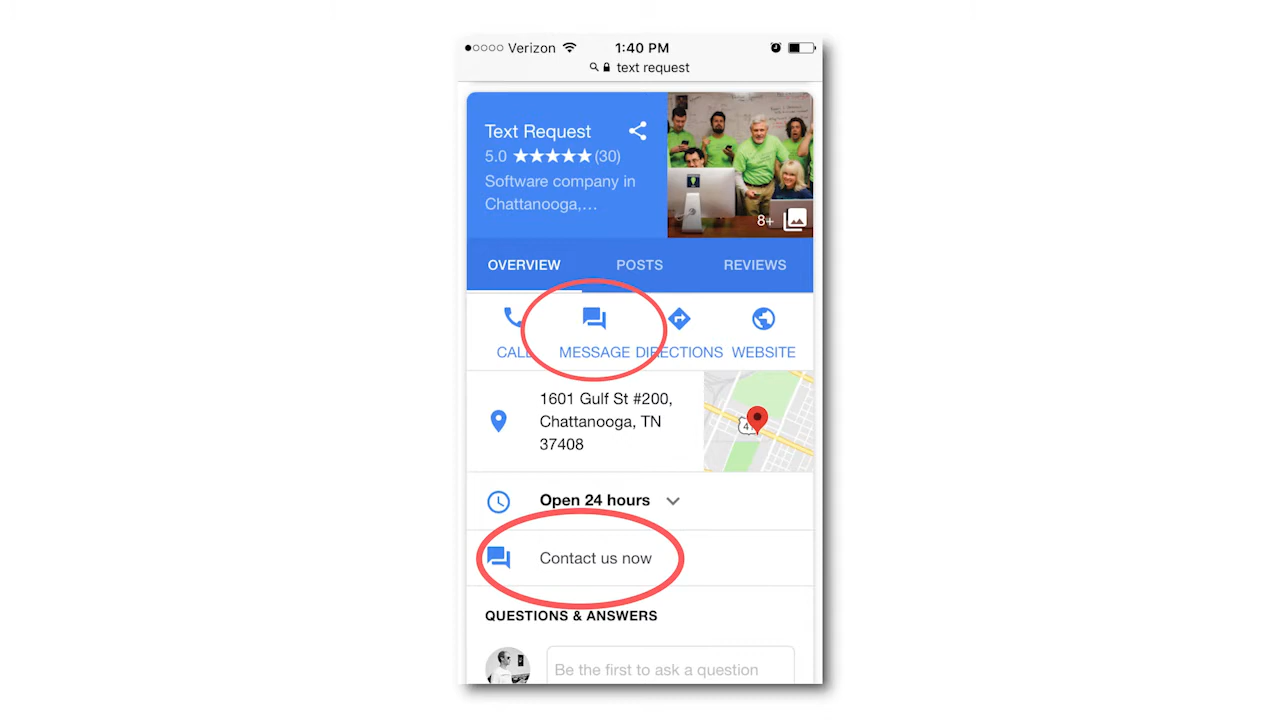 Verizon 1:40 PM
text request
Text Request
5.0 ★★★★★ (30)
Software company in
Chattanooga,...
8+
OVERVIEW POSTS REVIEWS
CALL MESSAGE DIRECTIONS WEBSITE
1601 Gulf St #200,
Chattanooga, TN
37408
Open 24 hours
Contact us now
QUESTIONS & ANSWERS
Be the first to ask a question